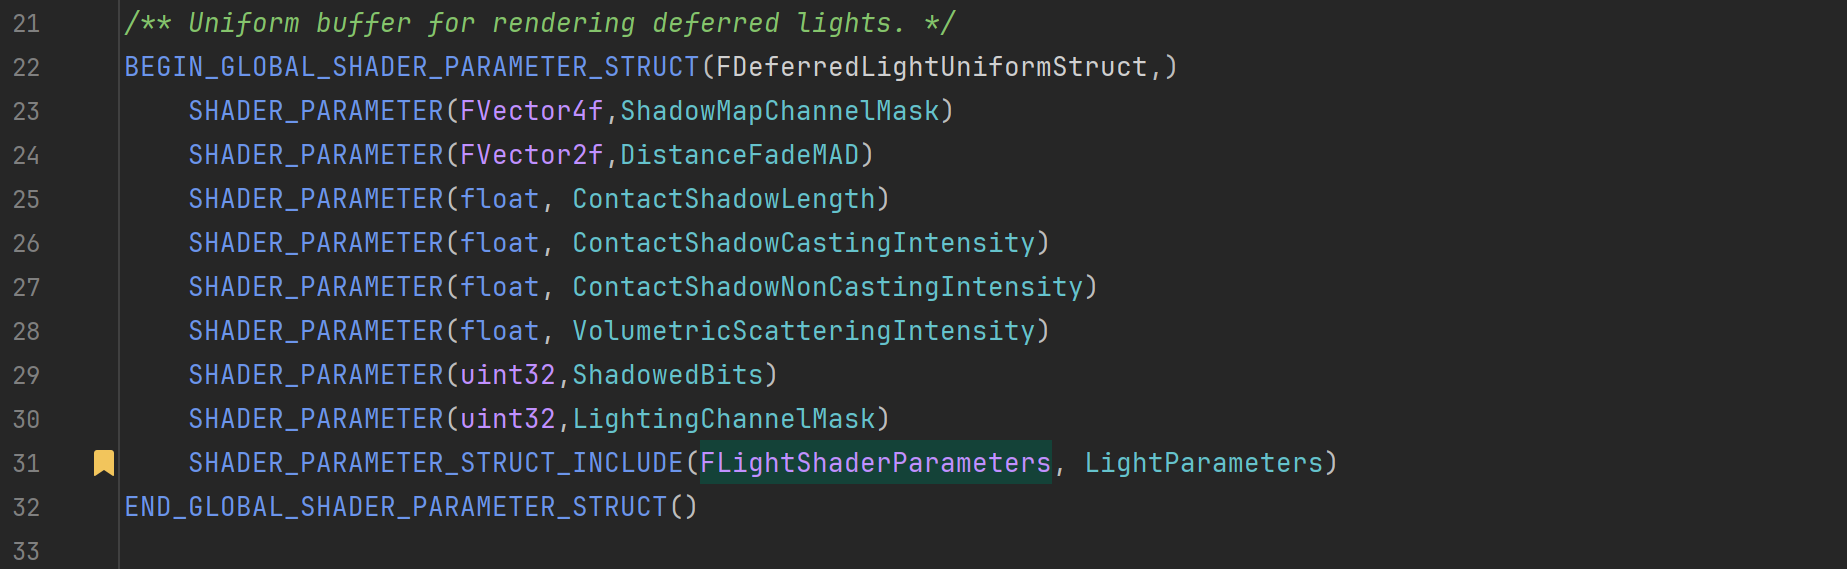 21 /** Uniform buffer for rendering deferred lights. */
22 BEGIN_GLOBAL_SHADER_PARAMETER_STRUCT(FDeferredLightUniformStruct,)
23     SHADER_PARAMETER(FVector4f,ShadowMapChannelMask)
24     SHADER_PARAMETER(FVector2f,DistanceFadeMAD)
25     SHADER_PARAMETER(float, ContactShadowLength)
26     SHADER_PARAMETER(float, ContactShadowCastingIntensity)
27     SHADER_PARAMETER(float, ContactShadowNonCastingIntensity)
28     SHADER_PARAMETER(float, VolumetricScatteringIntensity)
29     SHADER_PARAMETER(uint32,ShadowedBits)
30     SHADER_PARAMETER(uint32,LightingChannelMask)
31     SHADER_PARAMETER_STRUCT_INCLUDE(FLightShaderParameters, LightParameters)
32 END_GLOBAL_SHADER_PARAMETER_STRUCT()
33